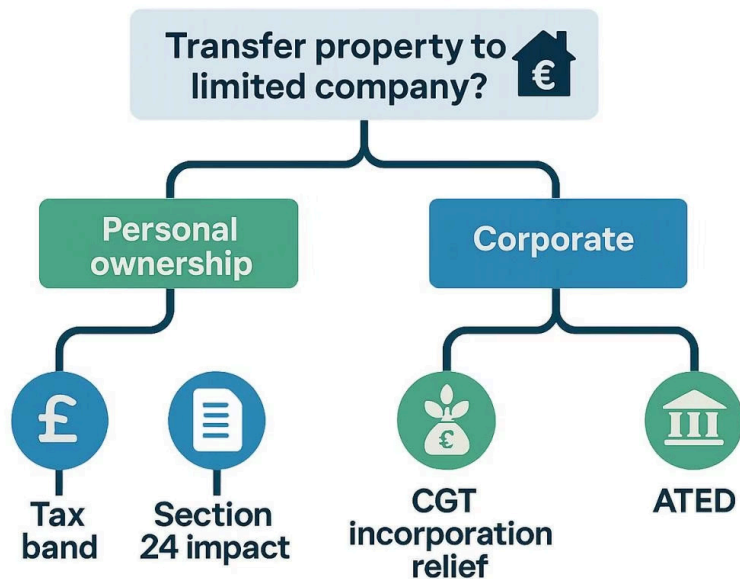 Transfer property to
limited company?
€
Personal
ownership
Corporate
£
€
Tax
band
Section
24 impact
CGT
incorporation
relief
ATED